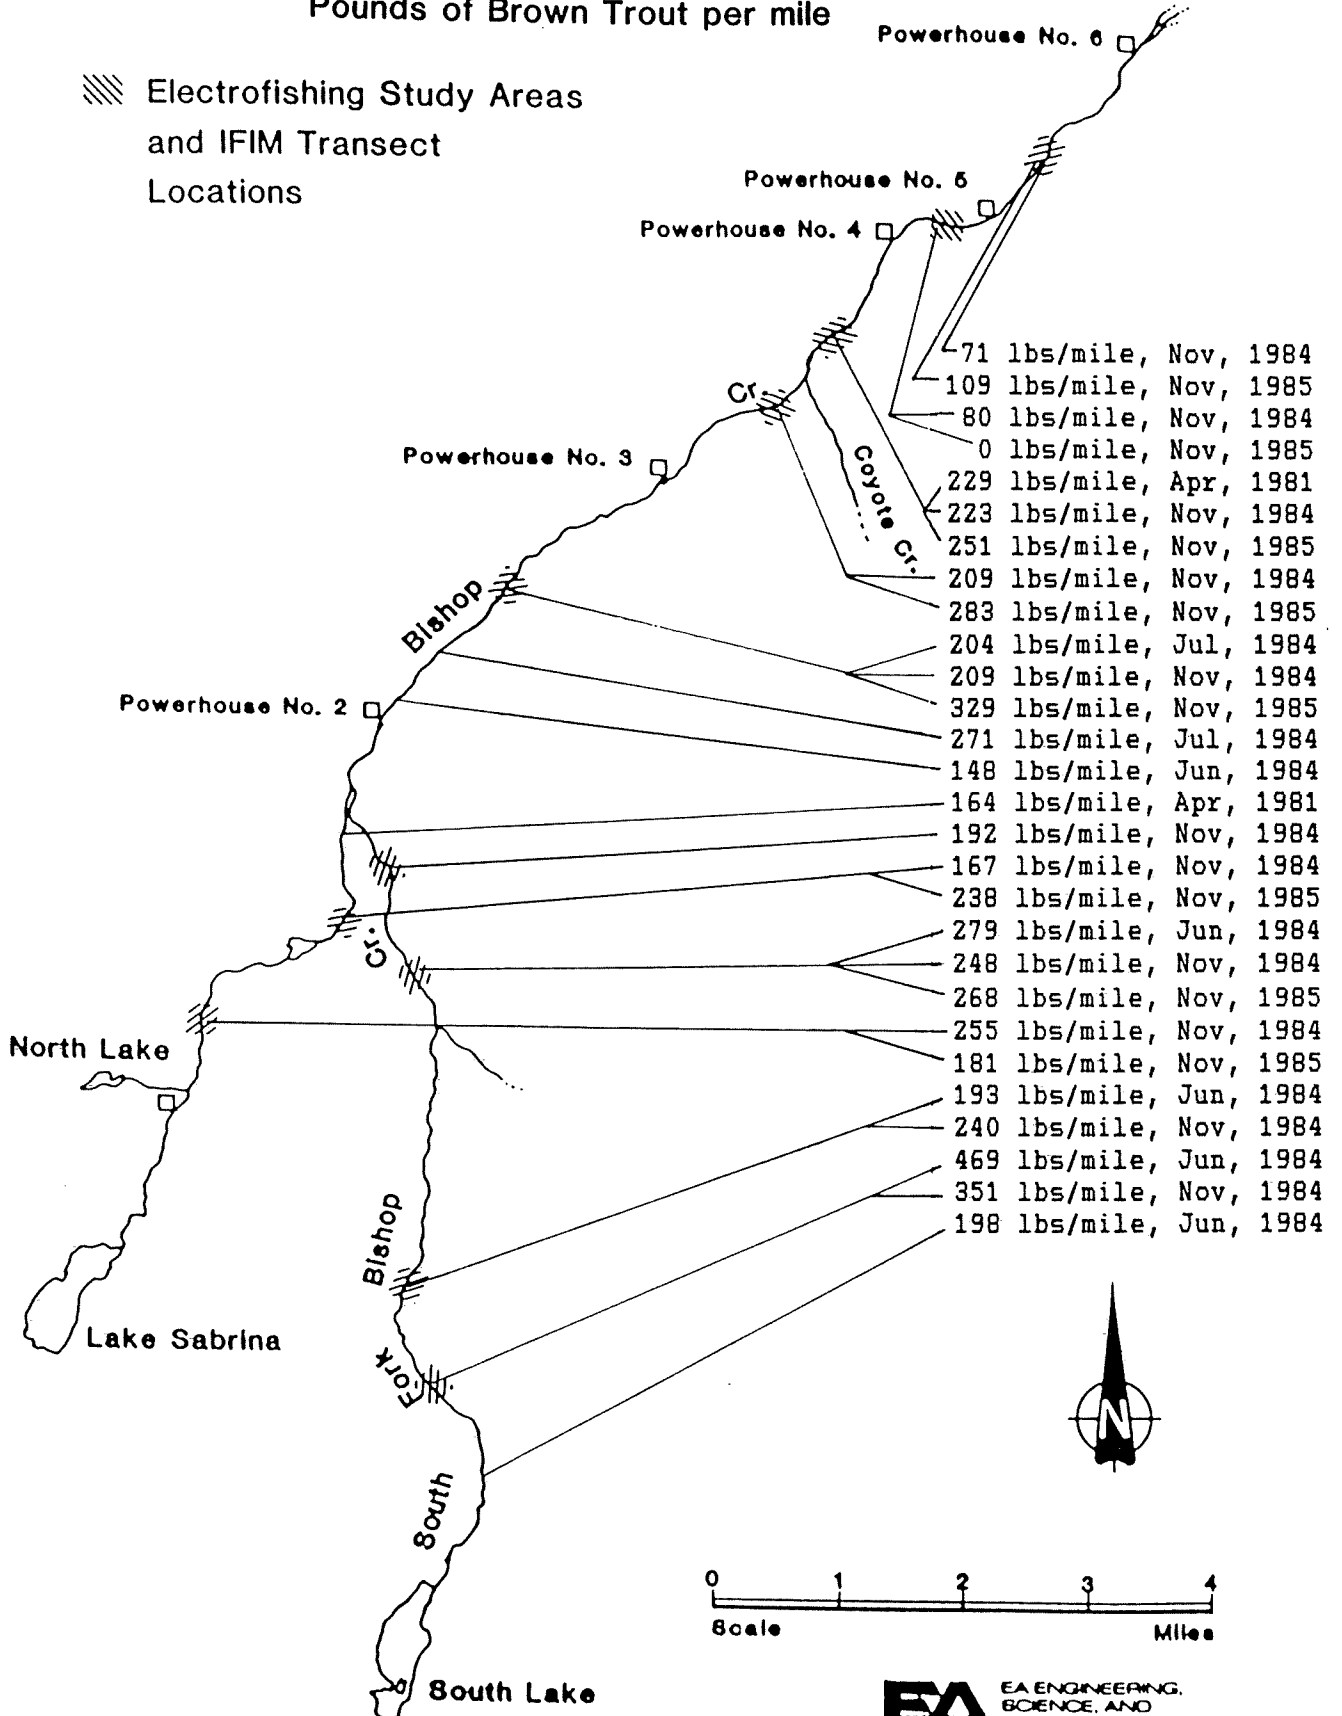 Pounds of Brown Trout per mile
Powerhouse No. 6
Electrofishing Study Areas
and IFIM Transect
Locations
Powerhouse No. 5
Powerhouse No. 4
71 lbs/mile, Nov, 1984
109 lbs/mile, Nov, 1985
80 lbs/mile, Nov, 1984
0 lbs/mile, Nov, 1985
229 lbs/mile, Apr, 1981
223 lbs/mile, Nov, 1984
251 lbs/mile, Nov, 1985
209 lbs/mile, Nov, 1984
283 lbs/mile, Nov, 1985
204 lbs/mile, Jul, 1984
209 lbs/mile, Nov, 1984
329 lbs/mile, Nov, 1985
271 lbs/mile, Jul, 1984
148 lbs/mile, Jun, 1984
164 lbs/mile, Apr, 1981
192 lbs/mile, Nov, 1984
167 lbs/mile, Nov, 1984
238 lbs/mile, Nov, 1985
279 lbs/mile, Jun, 1984
248 lbs/mile, Nov, 1984
268 lbs/mile, Nov, 1985
255 lbs/mile, Nov, 1984
181 lbs/mile, Nov, 1985
193 lbs/mile, Jun, 1984
240 lbs/mile, Nov, 1984
469 lbs/mile, Jun, 1984
351 lbs/mile, Nov, 1984
198 lbs/mile, Jun, 1984
Cr.
Coyote Cr.
Powerhouse No. 3
Bishop
Powerhouse No. 2
Cr.
North Lake
Bishop
Lake Sabrina
Fork
N
South
0 1 2 3 4
Scale Miles
South Lake
EA
EA ENGINEERING,
SCIENCE, AND